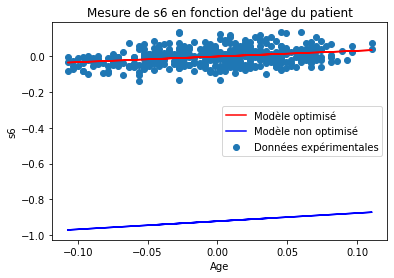 Mesure de s6 en fonction del'âge du patient
0.0
−0.2
−0.4
−0.6
−0.8
−1.0
s6
Modèle optimisé
Modèle non optimisé
Données expérimentales
−0.10
−0.05
0.00
0.05
0.10
Age